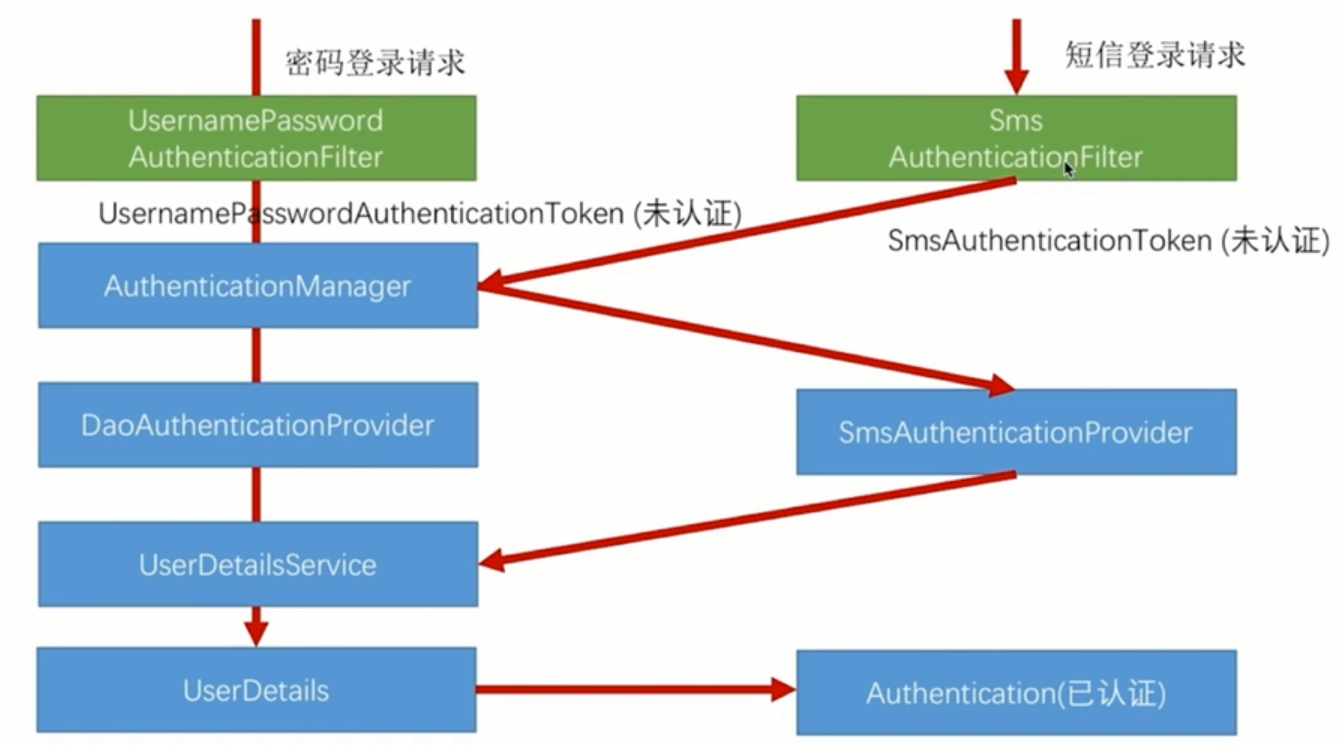 密码登录请求
短信登录请求
UsernamePassword
AuthenticationFilter
Sms
AuthenticationFilter
UsernamePasswordAuthenticationToken (未认证)
SmsAuthenticationToken (未认证)
AuthenticationManager
DaoAuthenticationProvider
SmsAuthenticationProvider
UserDetailsService
UserDetails
Authentication(已认证)